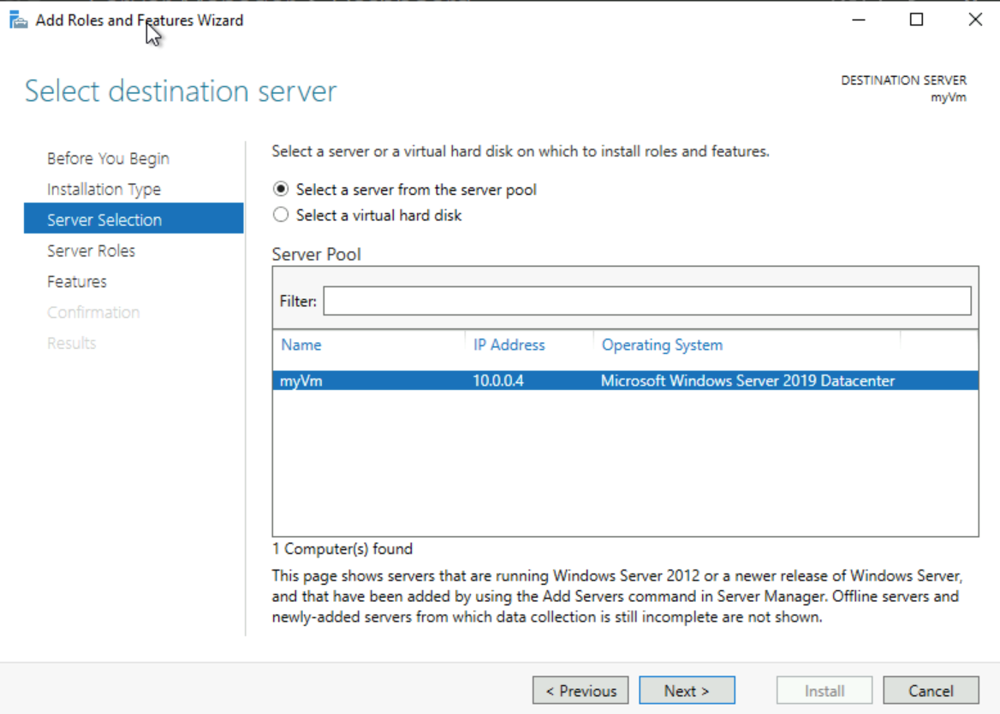 Add Roles and Features Wizard
Select destination server
DESTINATION SERVER
myVm
Before You Begin
Installation Type
Server Selection
Server Roles
Features
Confirmation
Results
Select a server or a virtual hard disk on which to install roles and features.
Select a server from the server pool
Select a virtual hard disk
Server Pool
Filter:
Name IP Address Operating System
myVm 10.0.0.4 Microsoft Windows Server 2019 Datacenter
1 Computer(s) found
This page shows servers that are running Windows Server 2012 or a newer release of Windows Server,
and that have been added by using the Add Servers command in Server Manager. Offline servers and
newly-added servers from which data collection is still incomplete are not shown.
< Previous Next > Install Cancel